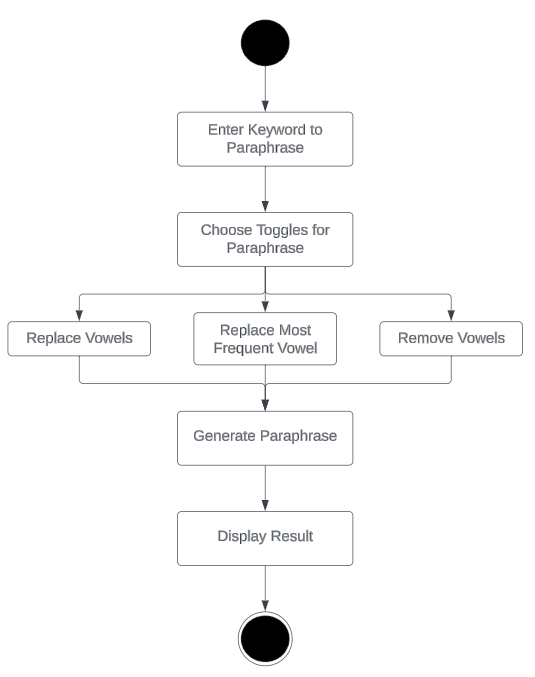 Enter Keyword to
Paraphrase
Choose Toggles for
Paraphrase
Replace Vowels
Replace Most
Frequent Vowel
Remove Vowels
Generate Paraphrase
Display Result